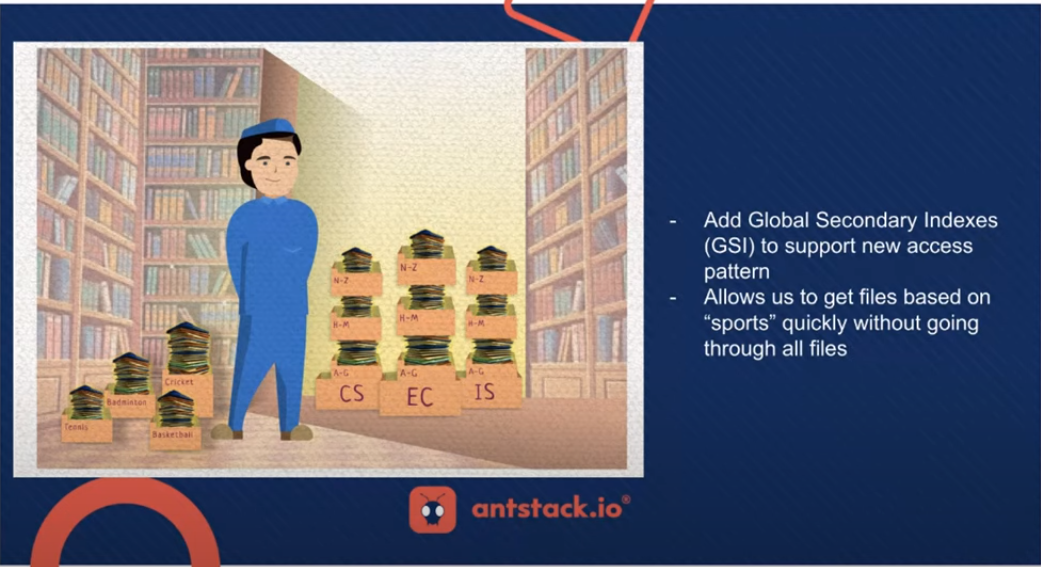 - Add Global Secondary Indexes
(GSI) to support new access
pattern
- Allows us to get files based on
“sports” quickly without going
through all files
N-Z
N-Z
N-Z
H-M
H-M
H-M
A-G
A-G
A-G
CS
EC
IS
Cricket
Badminton
Tennis
Basketball
antstack.io®